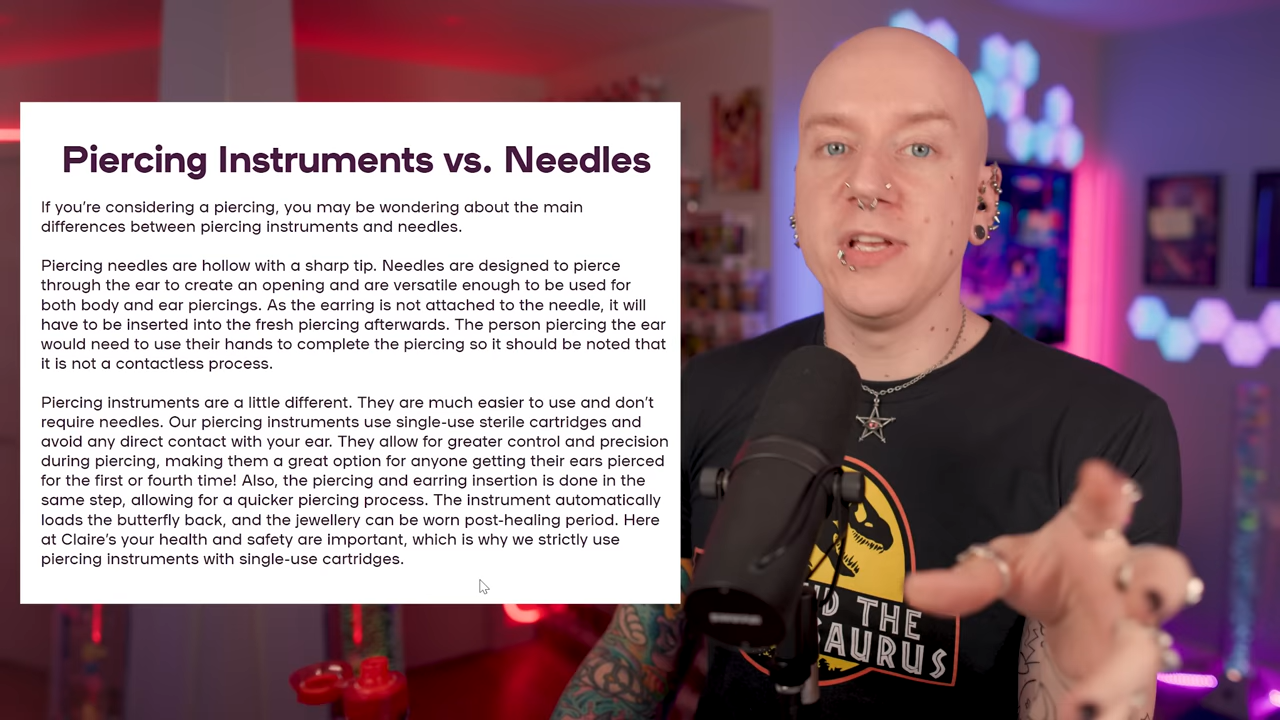 Piercing Instruments vs. Needles
If you're considering a piercing, you may be wondering about the main
differences between piercing instruments and needles.
Piercing needles are hollow with a sharp tip. Needles are designed to pierce
through the ear to create an opening and are versatile enough to be used for
both body and ear piercings. As the earring is not attached to the needle, it will
have to be inserted into the fresh piercing afterwards. The person piercing the ear
would need to use their hands to complete the piercing so it should be noted that
it is not a contactless process.
Piercing instruments are a little different. They are much easier to use and don't
require needles. Our piercing instruments use single-use sterile cartridges and
avoid any direct contact with your ear. They allow for greater control and precision
during piercing, making them a great option for anyone getting their ears pierced
for the first or fourth time! Also, the piercing and earring insertion is done in the
same step, allowing for a quicker piercing process. The instrument automatically
loads the butterfly back, and the jewellery can be worn post-healing period. Here
at Claire's your health and safety are important, which is why we strictly use
piercing instruments with single-use cartridges.
THE
SAURUS